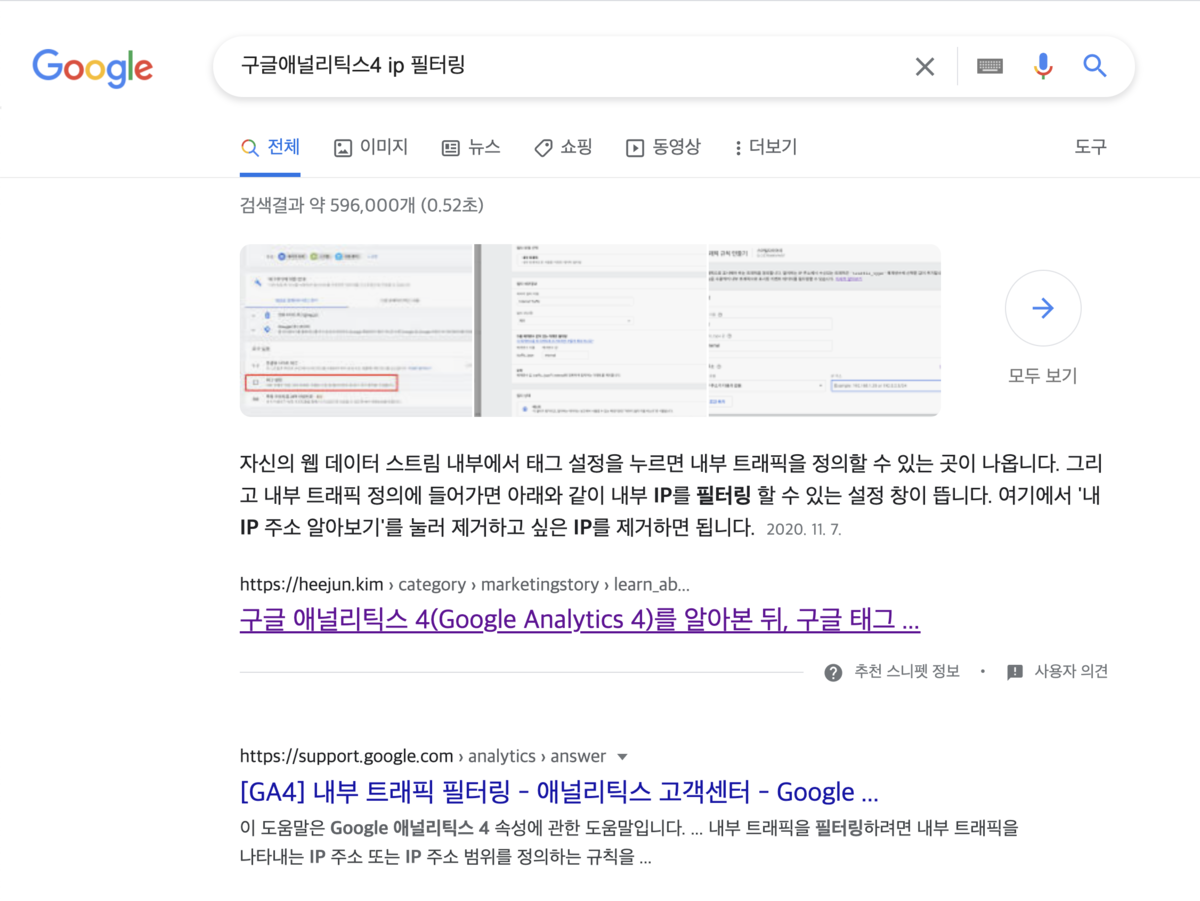 Google
구글애널리틱스4 ip 필터링
전체 이미지 뉴스 쇼핑 동영상 더보기 도구
검색결과 약 596,000개 (0.52초)
모두 보기
자신의 웹 데이터 스트림 내부에서 태그 설정을 누르면 내부 트래픽을 정의할 수 있는 곳이 나옵니다. 그리
고 내부 트래픽 정의에 들어가면 아래와 같이 내부 IP를 필터링 할 수 있는 설정 창이 뜹니다. 여기에서 '내
IP 주소 알아보기'를 눌러 제거하고 싶은 IP를 제거하면 됩니다. 2020. 11. 7.
https://heejun.kim › category › marketingstory › learn_ab...
구글 애널리틱스 4(Google Analytics 4)를 알아본 뒤, 구글 태그 ...
추천 스니펫 정보 • 사용자 의견
https://support.google.com › analytics › answer
[GA4] 내부 트래픽 필터링 - 애널리틱스 고객센터 - Google ...
이 도움말은 Google 애널리틱스 4 속성에 관한 도움말입니다. ... 내부 트래픽을 필터링하려면 내부 트래픽을
나타내는 IP 주소 또는 IP 주소 범위를 정의하는 규칙을 ...